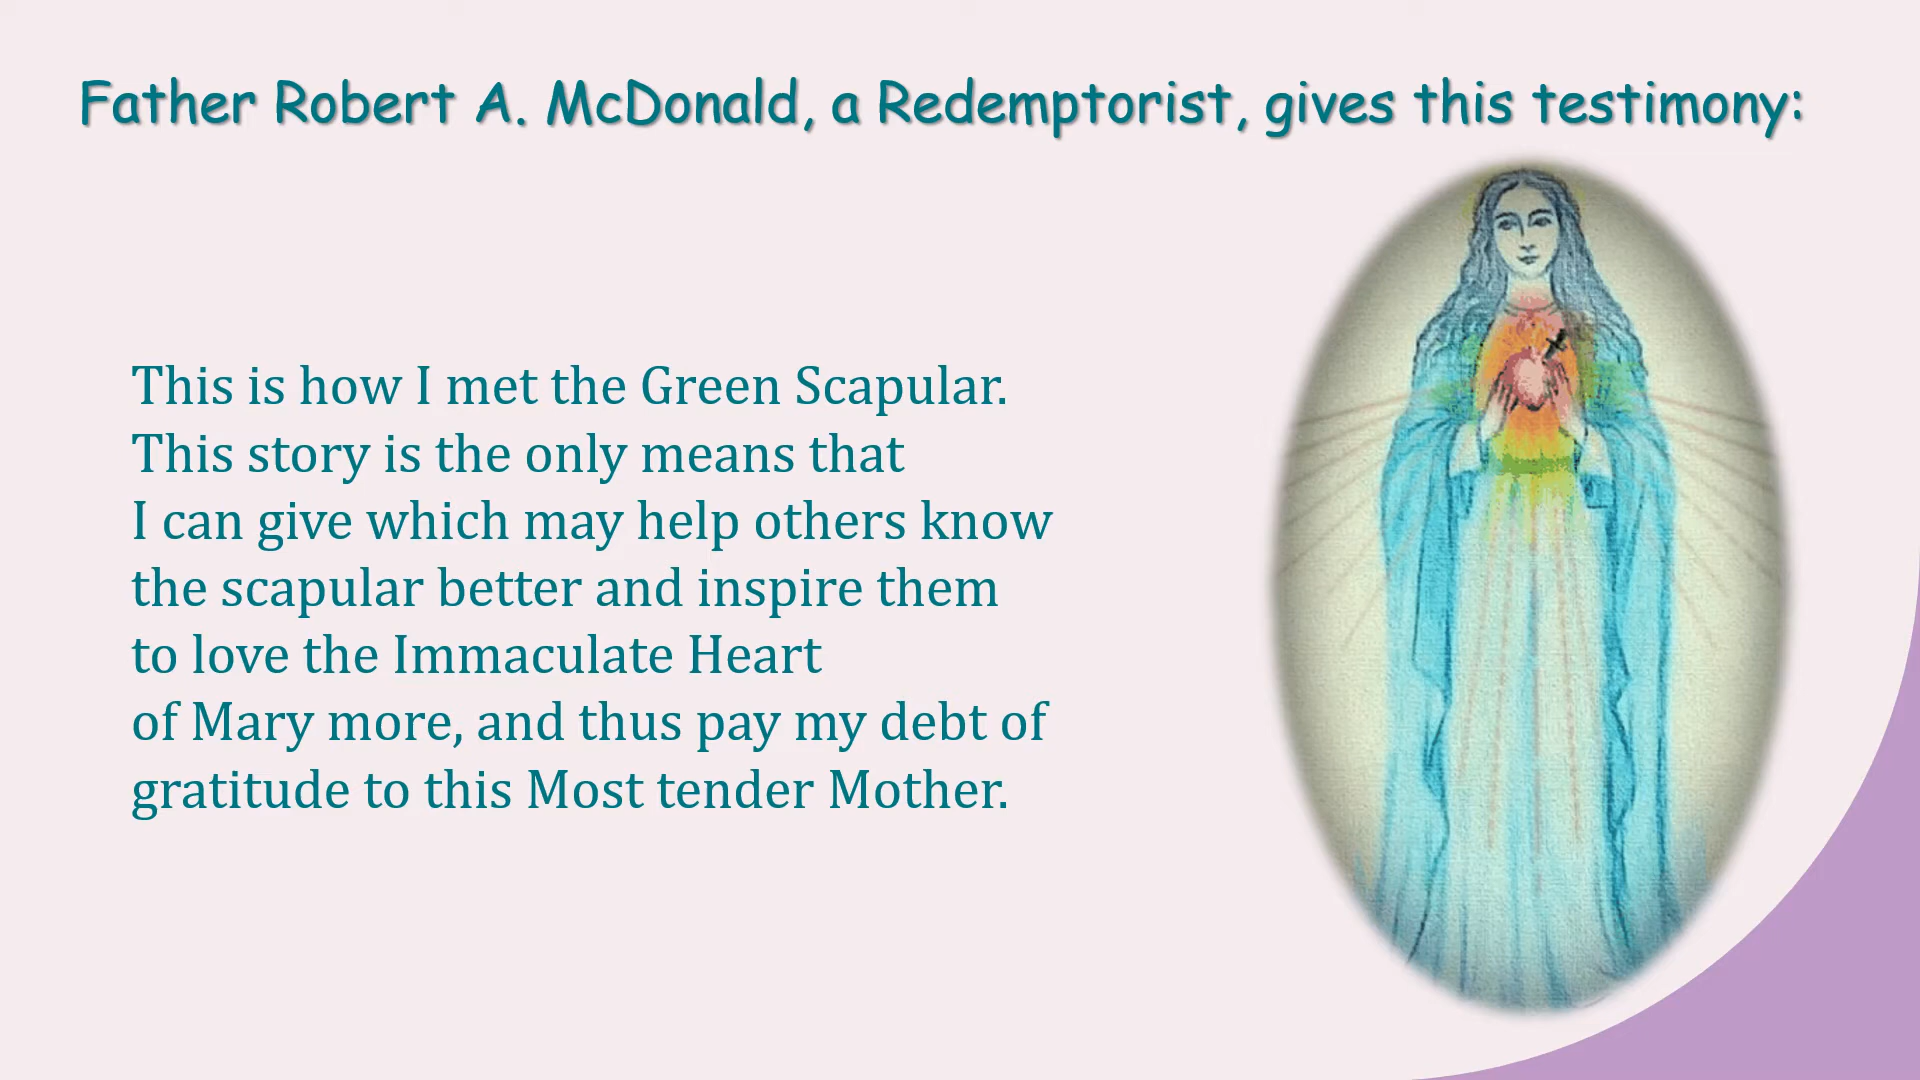 Father Robert A. McDonald, a Redemptorist, gives this testimony:
This is how I met the Green Scapular.
This story is the only means that
I can give which may help others know
the scapular better and inspire them
to love the Immaculate Heart
of Mary more, and thus pay my debt of
gratitude to this Most tender Mother.